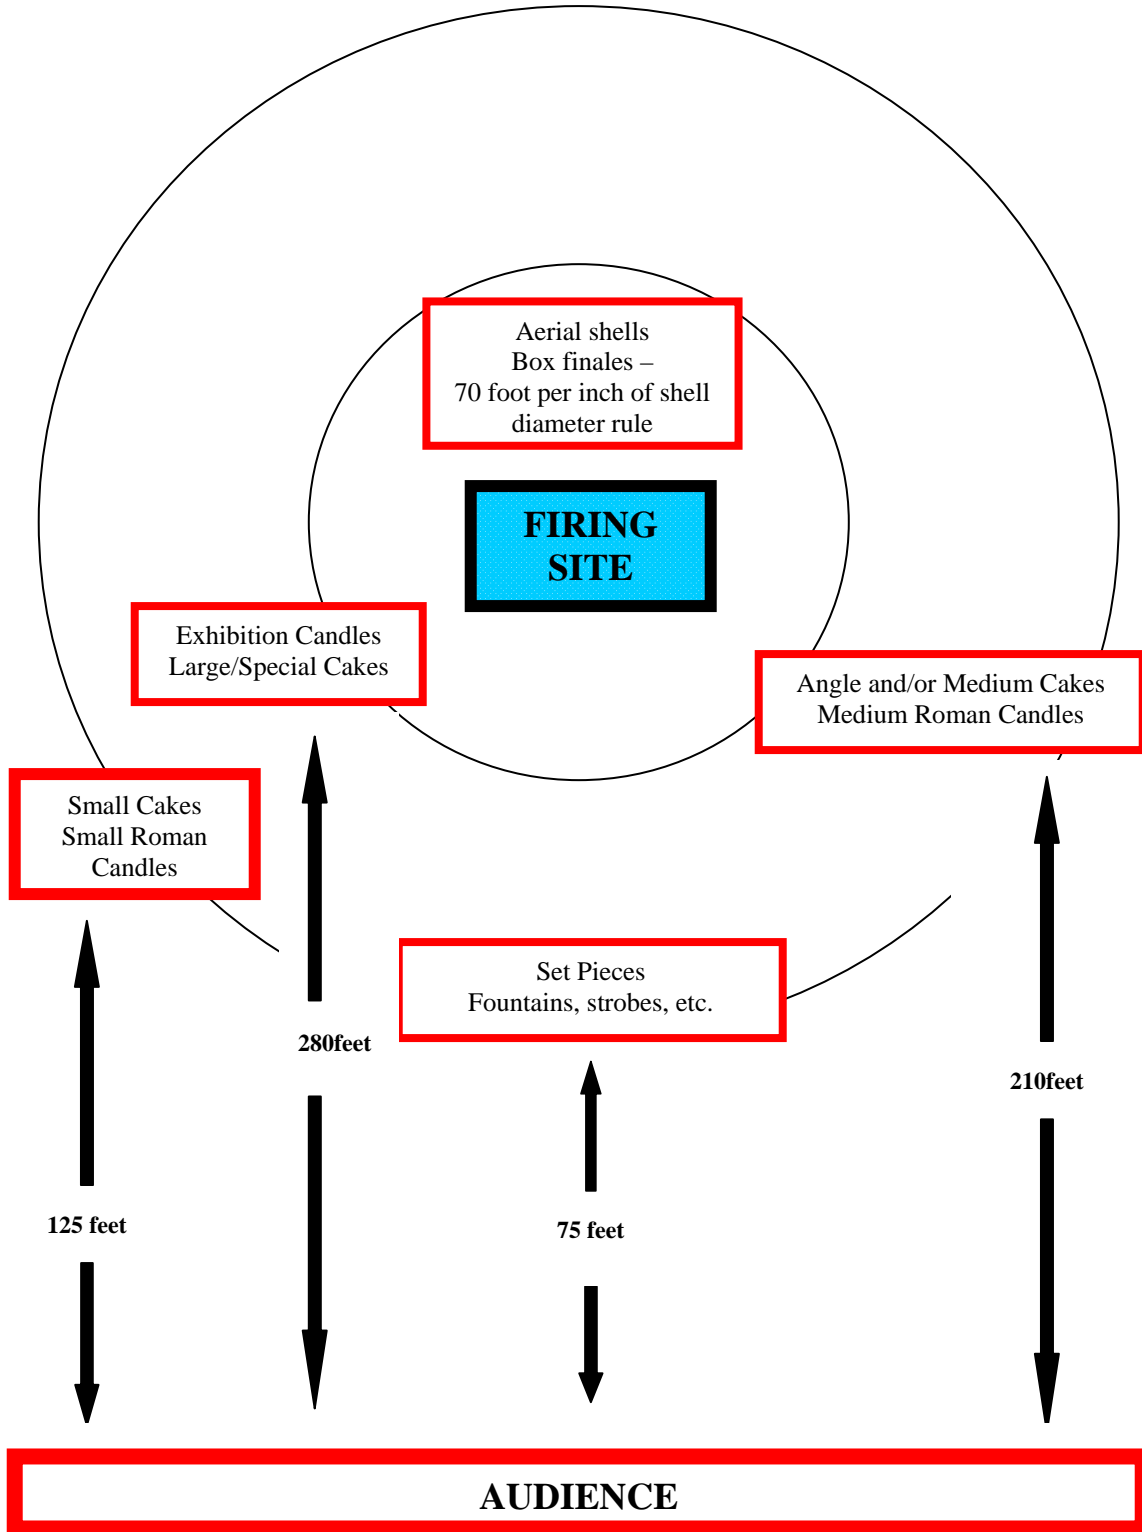 Aerial shells
Box finales –
70 foot per inch of shell
diameter rule
FIRING
SITE
Exhibition Candles
Large/Special Cakes
Angle and/or Medium Cakes
Medium Roman Candles
Small Cakes
Small Roman
Candles
Set Pieces
Fountains, strobes, etc.
280feet
210feet
125 feet
75 feet
AUDIENCE